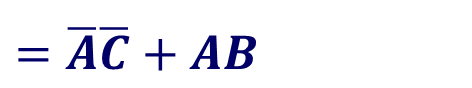 = A̅ C̅ + AB